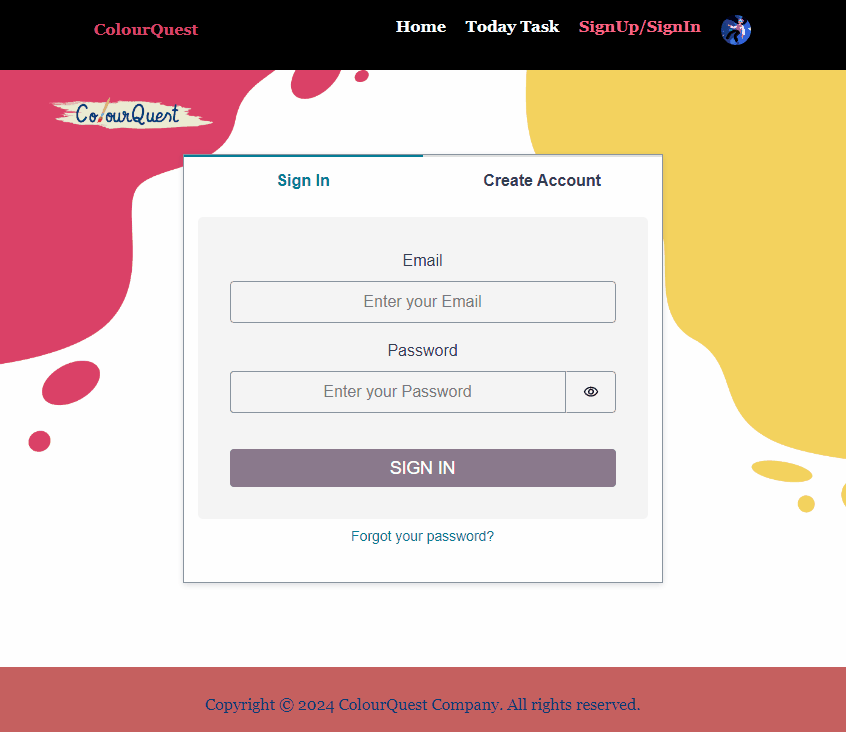 ColourQuest
Home Today Task SignUp/SignIn
ColourQuest
Sign In Create Account
Email
Enter your Email
Password
Enter your Password
SIGN IN
Forgot your password?
Copyright © 2024 ColourQuest Company. All rights reserved.